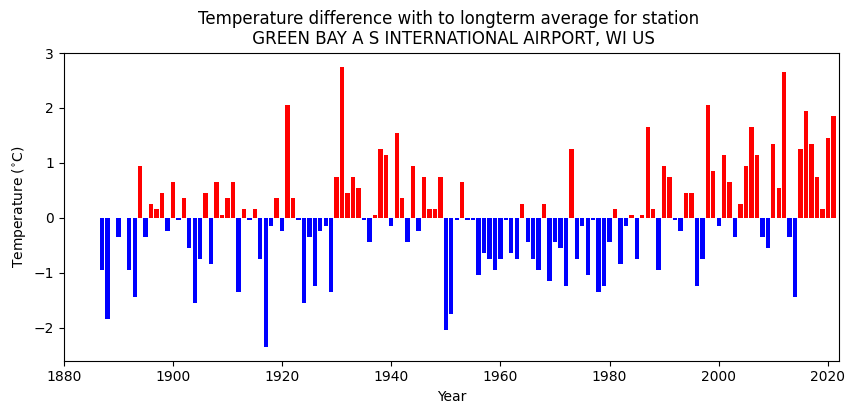 Temperature difference with to longterm average for station
GREEN BAY A S INTERNATIONAL AIRPORT, WI US
3
2
1
0
−1
−2
Temperature (°C)
1880 1900 1920 1940 1960 1980 2000 2020
Year